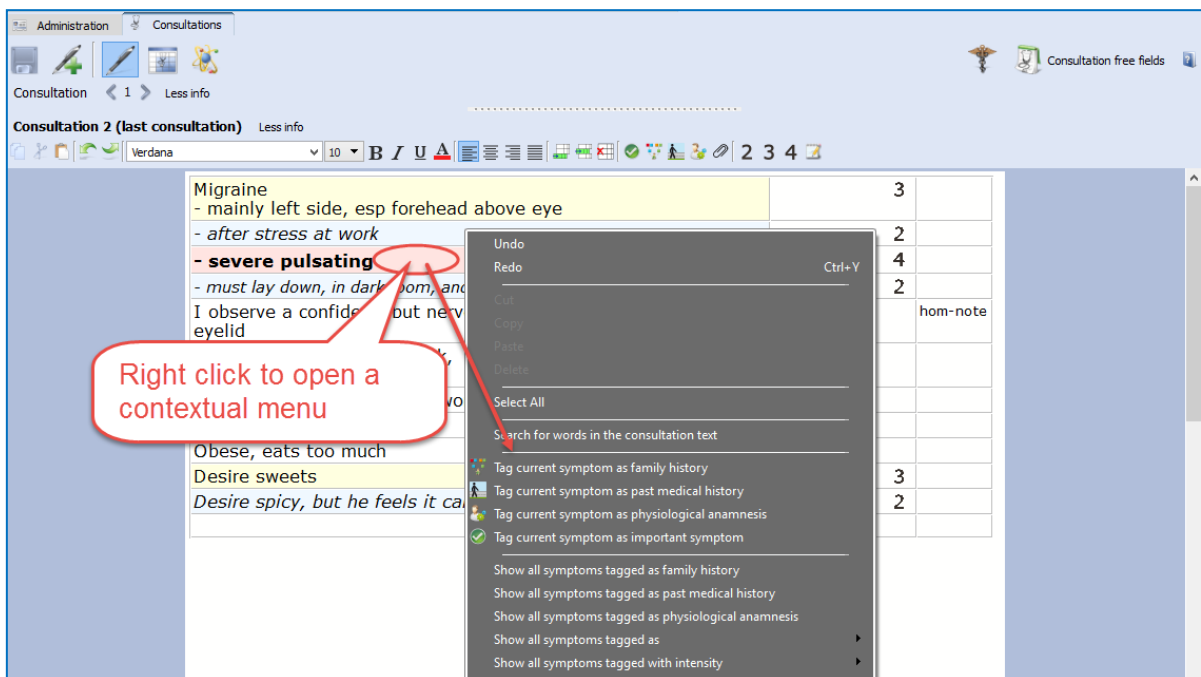 Administration Consultations
Consultation 1 Less info
Consultation free fields
Consultation 2 (last consultation) Less info
Verdana 10 B I U A 2 3 4
Migraine 3
- mainly left side, esp forehead above eye
- after stress at work 2
- severe pulsating 4
- must lay down, in dark room, and 2
I observe a confide but nerv hom-note
eyelid
Obese, eats too much
Desire sweets 3
Desire spicy, but he feels it ca 2
Right click to open a
contextual menu
Undo
Redo Ctrl+Y
Cut
Copy
Paste
Delete
Select All
Search for words in the consultation text
Tag current symptom as family history
Tag current symptom as past medical history
Tag current symptom as physiological anamnesis
Tag current symptom as important symptom
Show all symptoms tagged as family history
Show all symptoms tagged as past medical history
Show all symptoms tagged as physiological anamnesis
Show all symptoms tagged as
Show all symptoms tagged with intensity